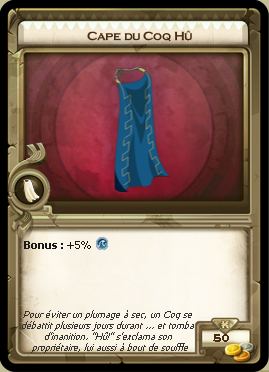 Cape du Coq Hû
Bonus : +5%
Pour éviter un plumage à sec, un Coq se
débattit plusieurs jours durant ... et tomba
d'inanition. "Hû!" s'exclama son
propriétaire, lui aussi à bout de souffle
K
50